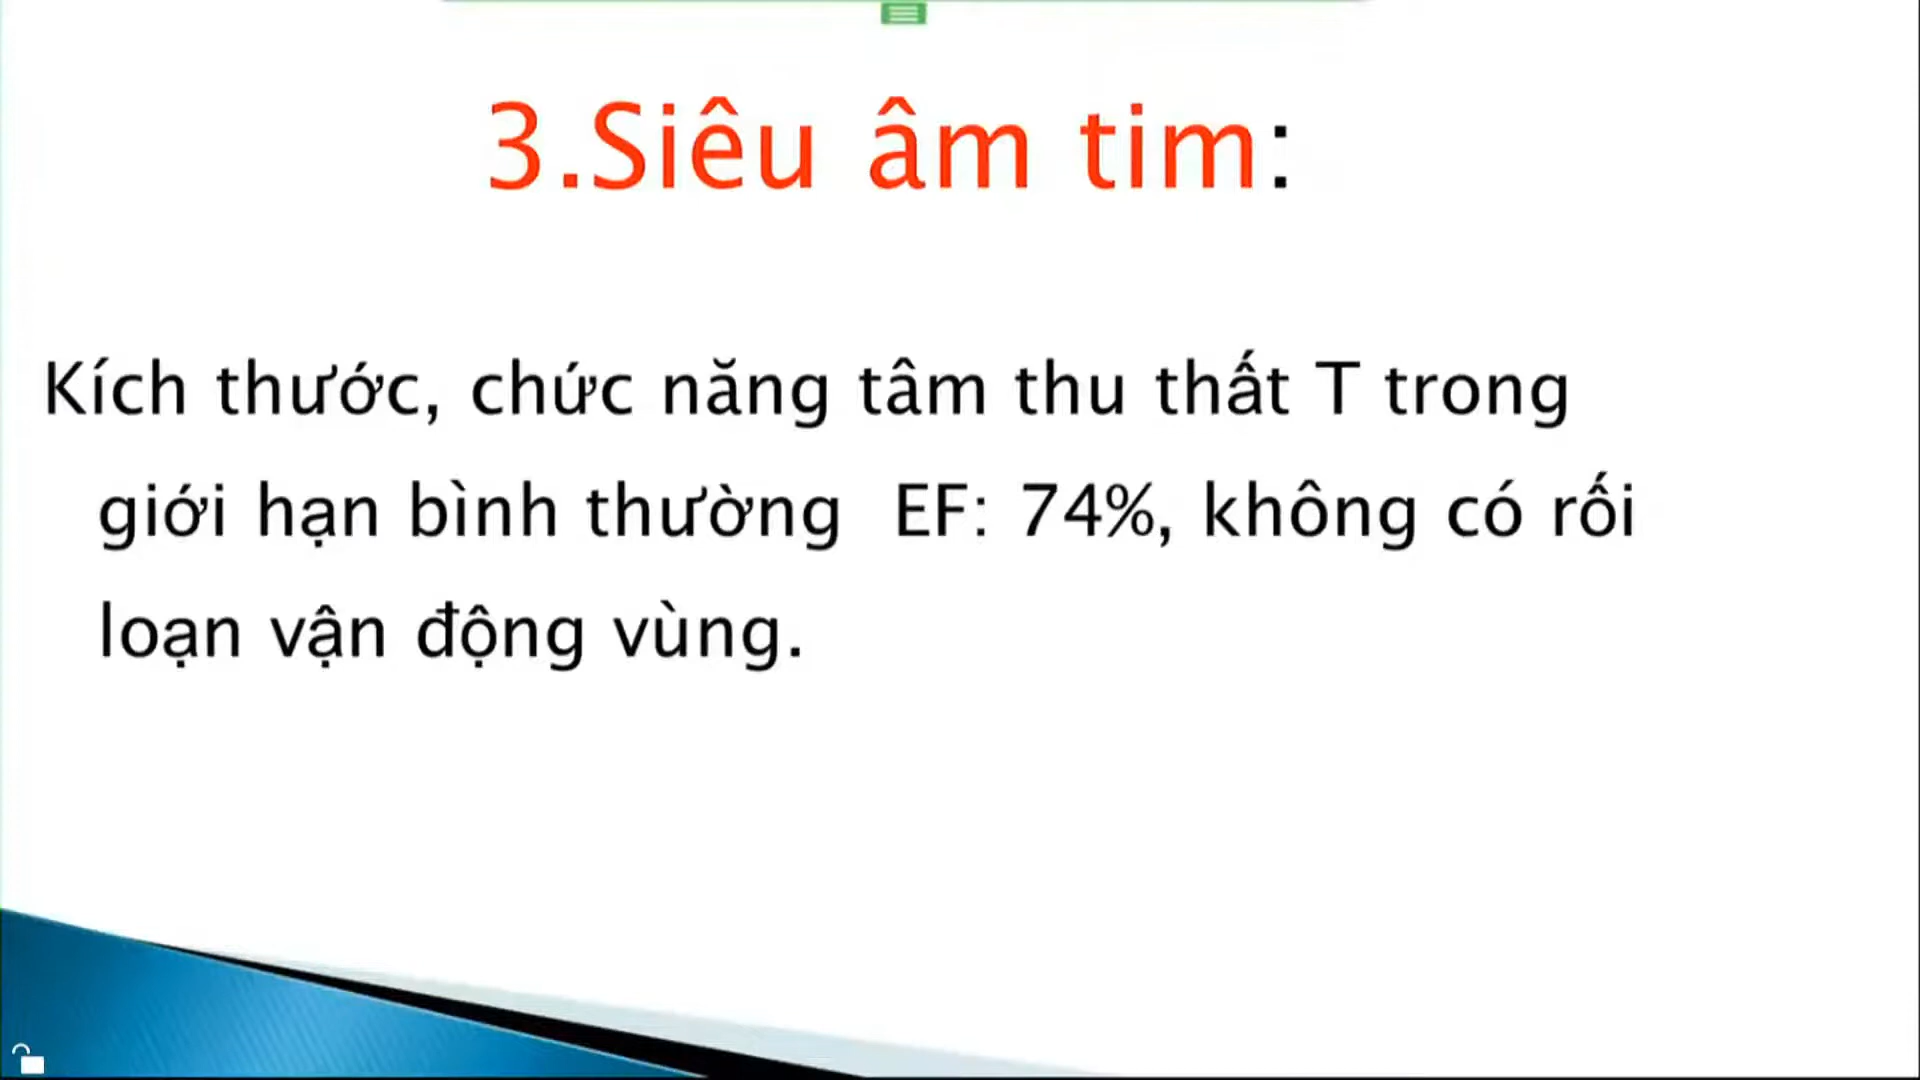 3.Siêu âm tim:
Kích thước, chức năng tâm thu thất T trong
giới hạn bình thường  EF: 74%, không có rối
loạn vận động vùng.